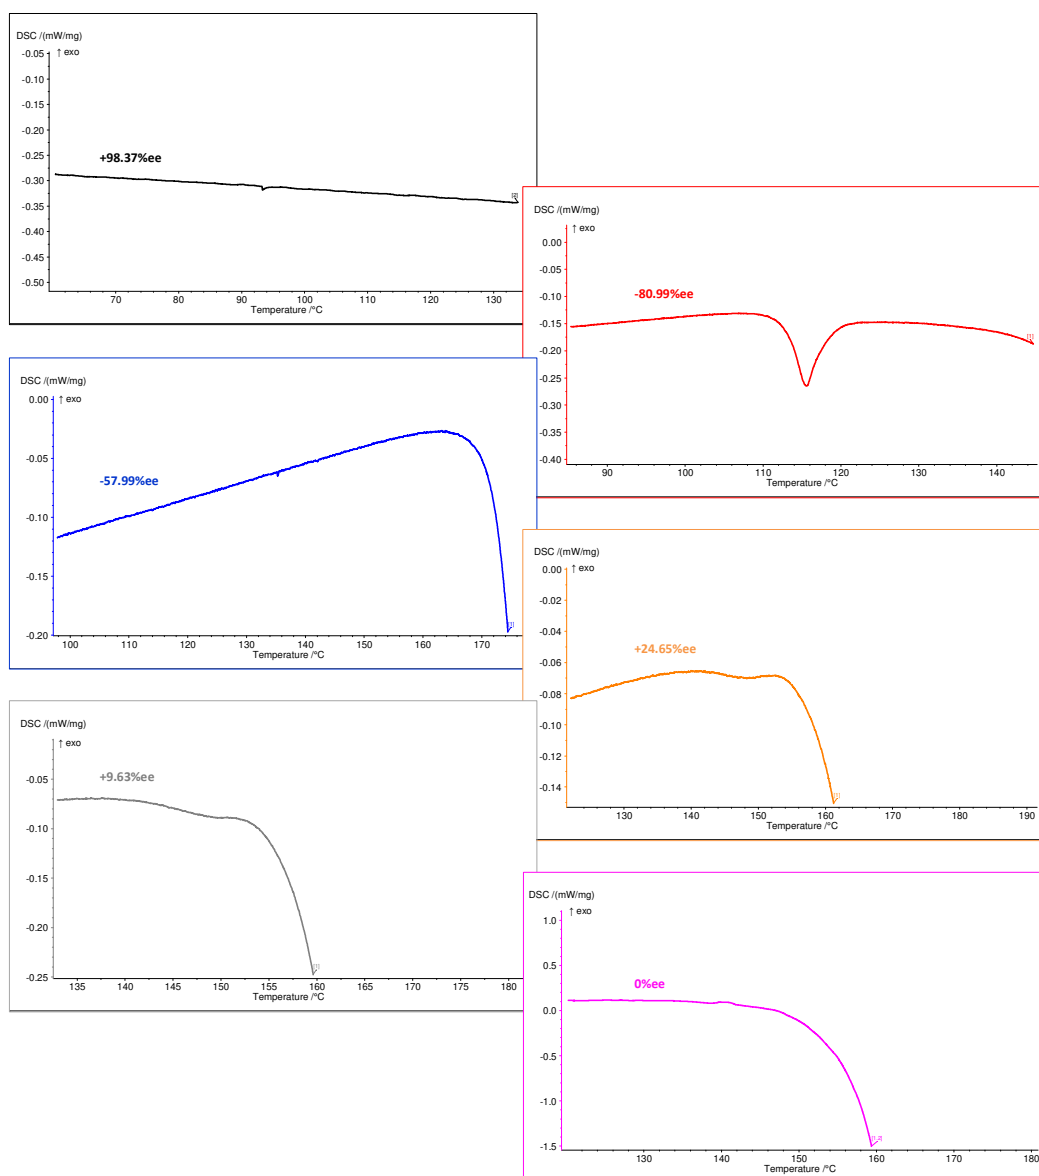 DSC /(mW/mg)
↑ exo
-0.05
-0.10
-0.15
-0.20
-0.25
-0.30
-0.35
-0.40
-0.45
-0.50
+98.37%ee
[2]
70 80 90 100 110 120 130
Temperature /°C
DSC /(mW/mg)
↑ exo
0.00
-0.05
-0.10
-0.15
-0.20
-0.25
-0.30
-0.35
-0.40
-80.99%ee
[1]
90 100 110 120 130 140
Temperature /°C
DSC /(mW/mg)
↑ exo
0.00
-0.05
-0.10
-0.15
-0.20
-57.99%ee
[1]
100 110 120 130 140 150 160 170
Temperature /°C
DSC /(mW/mg)
↑ exo
0.00
-0.02
-0.04
-0.06
-0.08
-0.10
-0.12
-0.14
+24.65%ee
[1]
130 140 150 160 170 180 190
Temperature /°C
DSC /(mW/mg)
↑ exo
-0.05
-0.10
-0.15
-0.20
-0.25
+9.63%ee
[1]
135 140 145 150 155 160 165 170 175 180
Temperature /°C
DSC /(mW/mg)
↑ exo
1.0
0.5
0.0
-0.5
-1.0
-1.5
0%ee
[1.2]
130 140 150 160 170 180
Temperature /°C